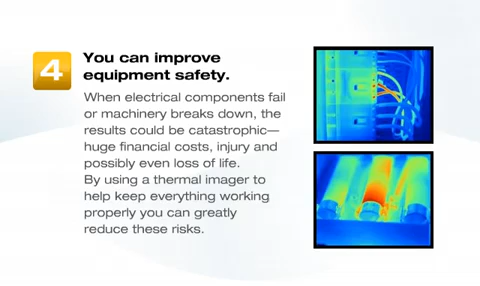 4
You can improve
equipment safety.
When electrical components fail
or machinery breaks down, the
results could be catastrophic—
huge financial costs, injury and
possibly even loss of life.
By using a thermal imager to
help keep everything working
properly you can greatly
reduce these risks.